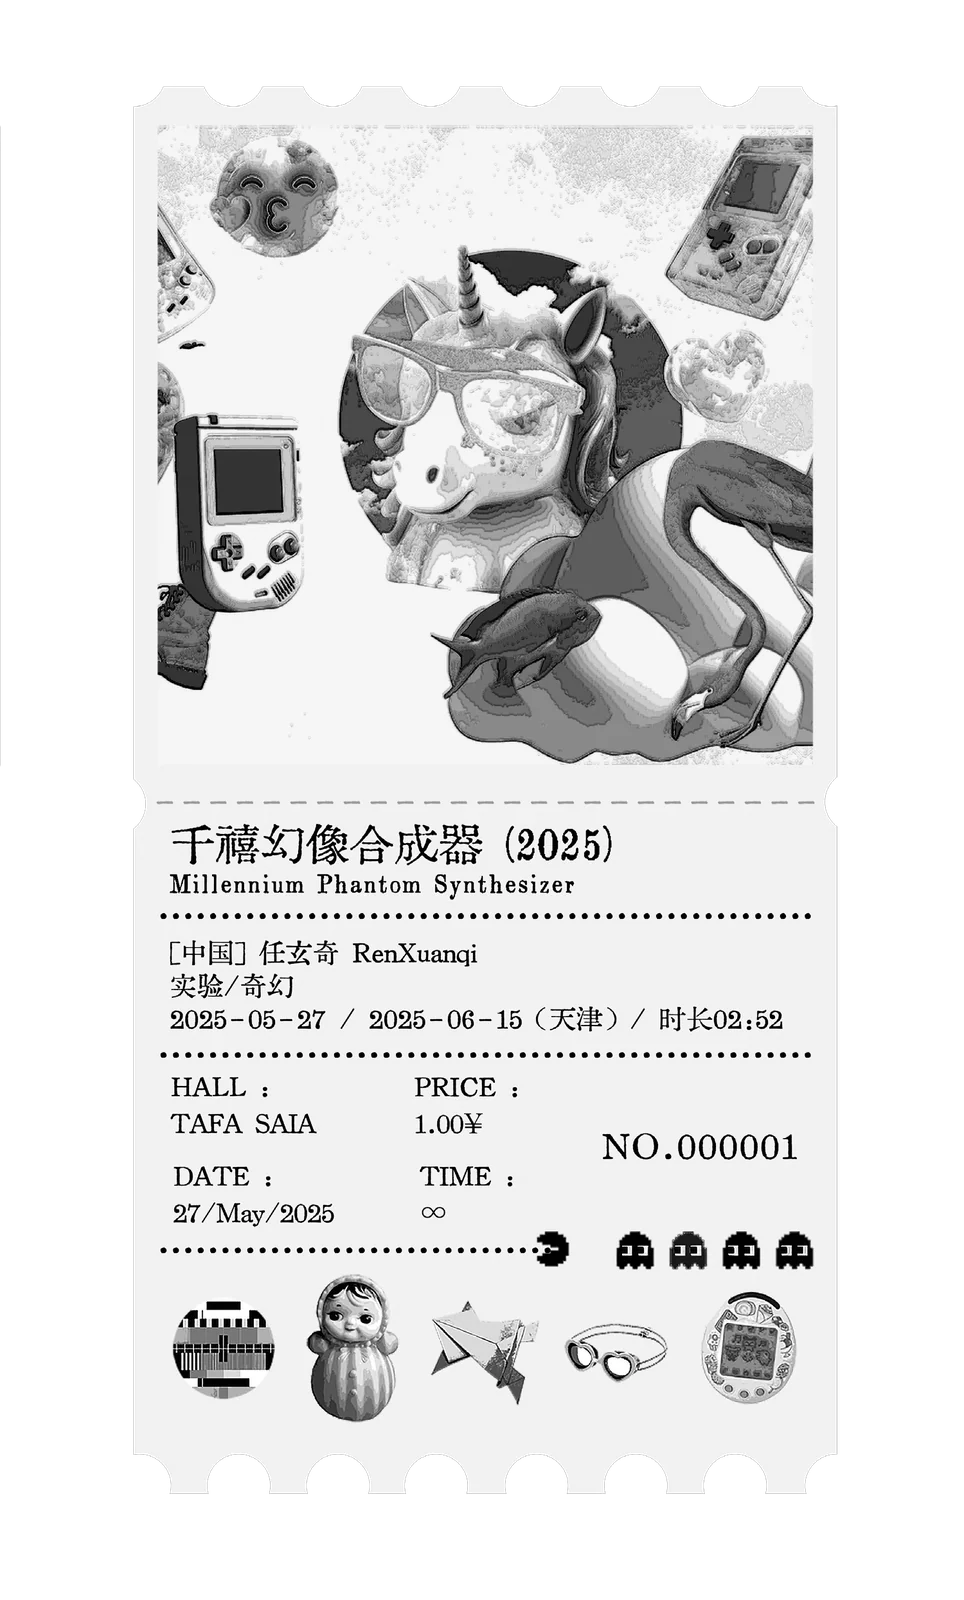 千禧幻像合成器 (2025)
Millennium Phantom Synthesizer
[中国] 任玄奇 RenXuanqi
实验/奇幻
2025-05-27 / 2025-06-15（天津）/ 时长02:52
HALL :
PRICE :
TAFA SAIA
1.00¥
NO.000001
DATE :
TIME :
27/May/2025
∞